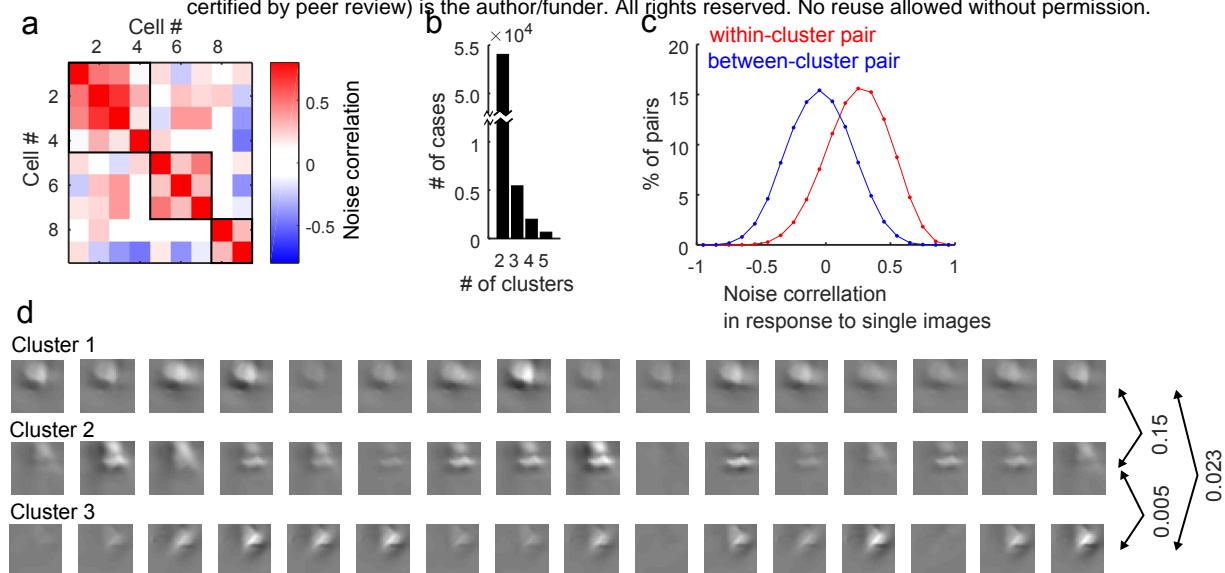 certified by peer review) is the author/funder. All rights reserved. No reuse allowed without permission.
a
Cell #
2 4 6 8
Cell #
2
4
6
8
0.5
0
-0.5
Noise correlation
b
×10⁴
5.5
5.0
1
0.5
0
# of cases
2 3 4 5
# of clusters
c
within-cluster pair
between-cluster pair
20
15
10
5
0
% of pairs
-1 -0.5 0 0.5 1
Noise correllation
in response to single images
d
Cluster 1
Cluster 2
Cluster 3
0.15
0.005
0.023